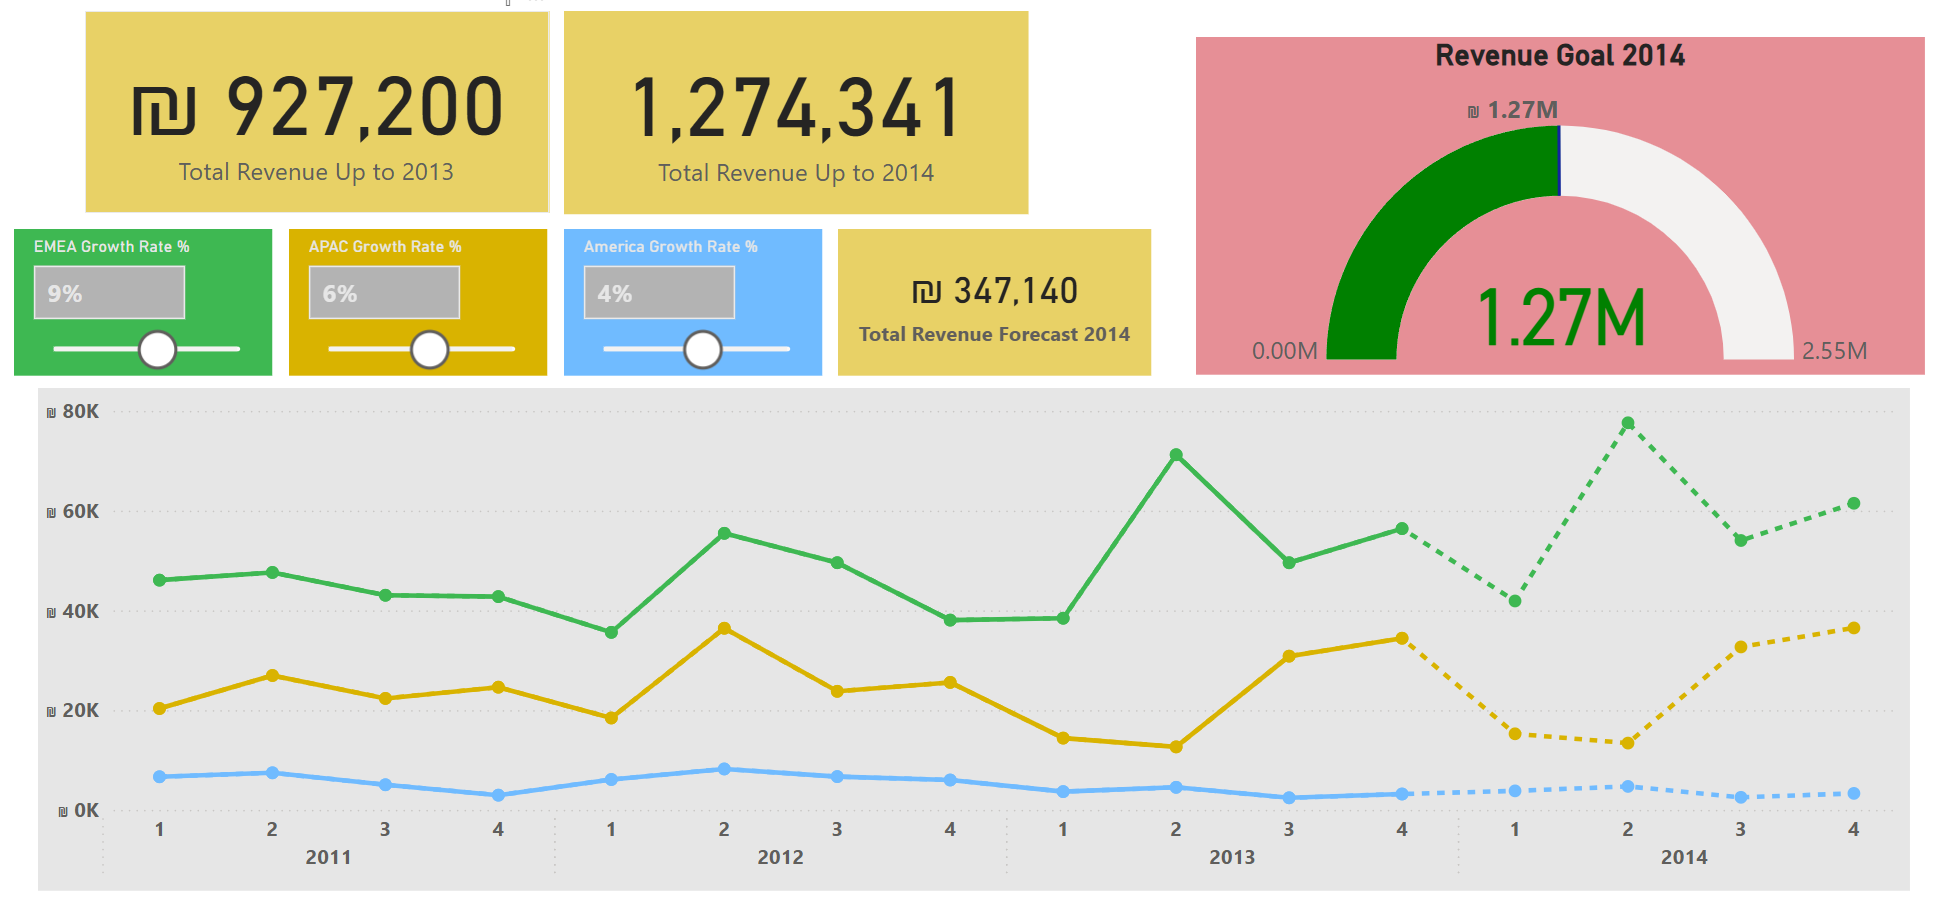 ₪ 927,200
Total Revenue Up to 2013
1,274,341
Total Revenue Up to 2014
Revenue Goal 2014
₪ 1.27M
1.27M
0.00M
2.55M
EMEA Growth Rate %
9%
APAC Growth Rate %
6%
America Growth Rate %
4%
₪ 347,140
Total Revenue Forecast 2014
₪ 80K
₪ 60K
₪ 40K
₪ 20K
₪ 0K
1 2 3 4 1 2 3 4 1 2 3 4 1 2 3 4
2011 2012 2013 2014